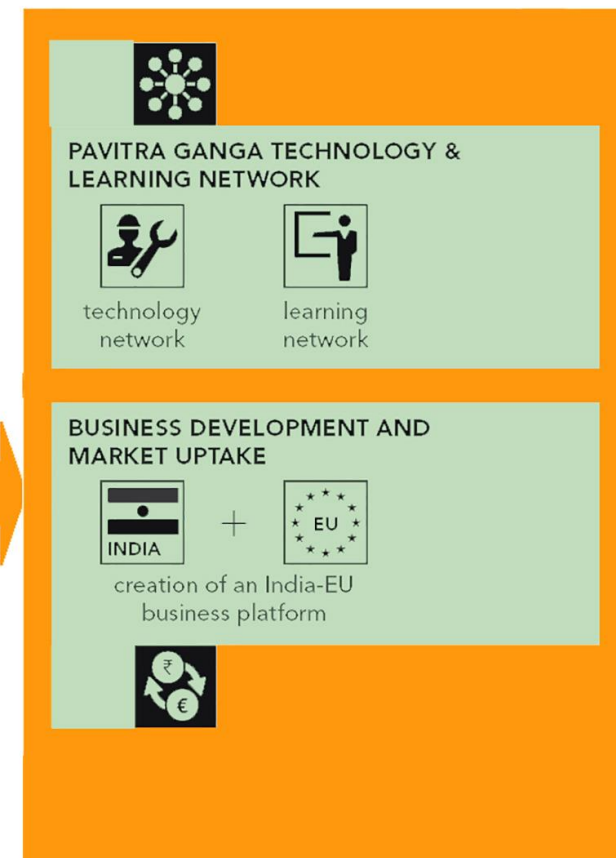 PAVITRA GANGA TECHNOLOGY &
LEARNING NETWORK
technology
network
learning
network
BUSINESS DEVELOPMENT AND
MARKET UPTAKE
INDIA
+
EU
creation of an India-EU
business platform
₹
€